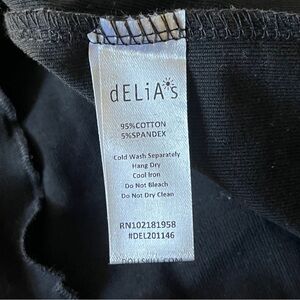 dELiA*s
95%COTTON
5%SPANDEX
Cold Wash Separately
Hang Dry
Cool Iron
Do Not Bleach
Do Not Dry Clean
RN102181958
#DEL201146